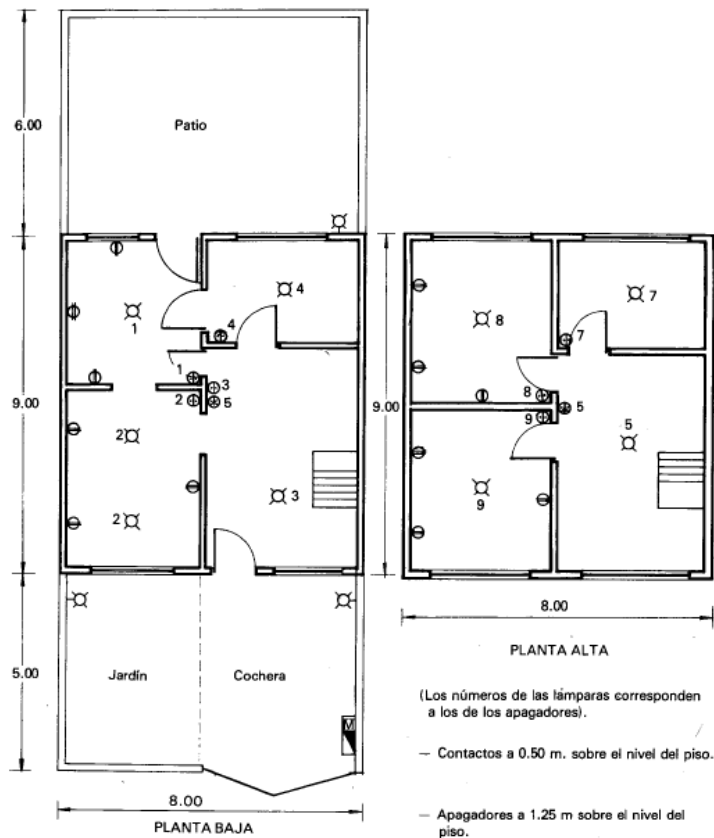 6.00
Patio
4
1
4
9.00
1
3
2
5
2
3
2
5.00
Jardín
Cochera
M
8.00
PLANTA BAJA
8
7
7
8
9.00
5
9
5
9
8.00
PLANTA ALTA
(Los números de las lámparas corresponden
a los de los apagadores).
— Contactos a 0.50 m. sobre el nivel del piso.
— Apagadores a 1.25 m sobre el nivel del
piso.